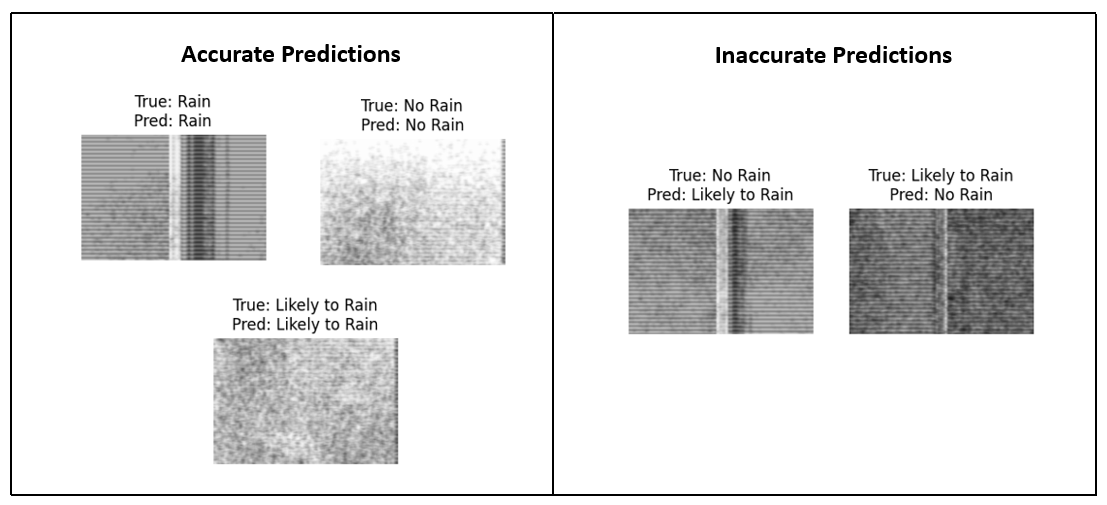 Accurate Predictions
True: Rain
Pred: Rain
True: No Rain
Pred: No Rain
True: Likely to Rain
Pred: Likely to Rain
Inaccurate Predictions
True: No Rain
Pred: Likely to Rain
True: Likely to Rain
Pred: No Rain